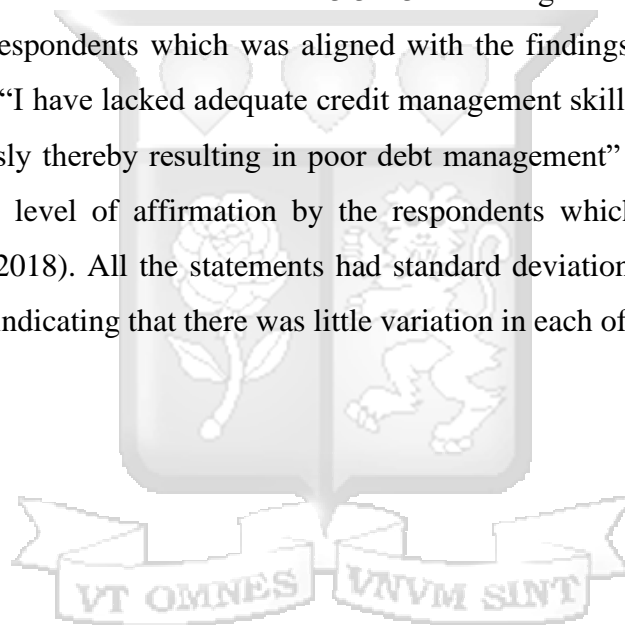 espondents which was aligned with the findings
“I have lacked adequate credit management skill
sly thereby resulting in poor debt management”
level of affirmation by the respondents which
2018). All the statements had standard deviation
indicating that there was little variation in each of
VT OMNES VNVM SINT